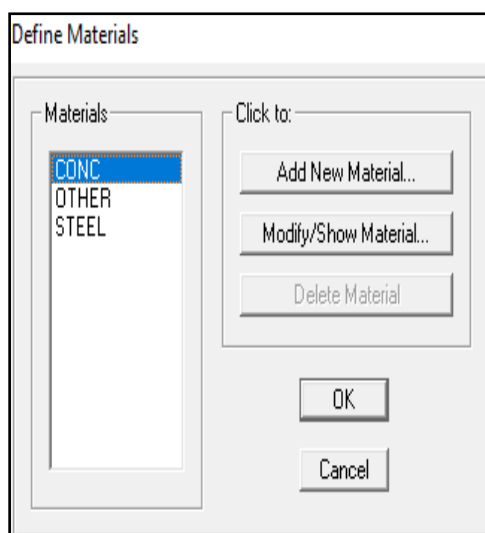 Define Materials
Materials
CONC
OTHER
STEEL
Click to:
Add New Material...
Modify/Show Material...
Delete Material
OK
Cancel